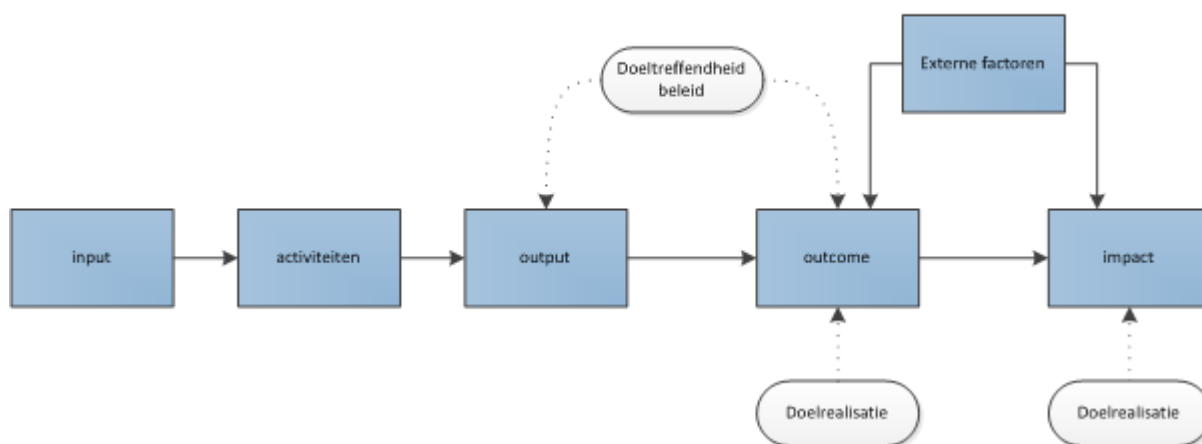 Doeltreffendheid
beleid
Externe factoren
input
activiteiten
output
outcome
impact
Doelrealisatie
Doelrealisatie